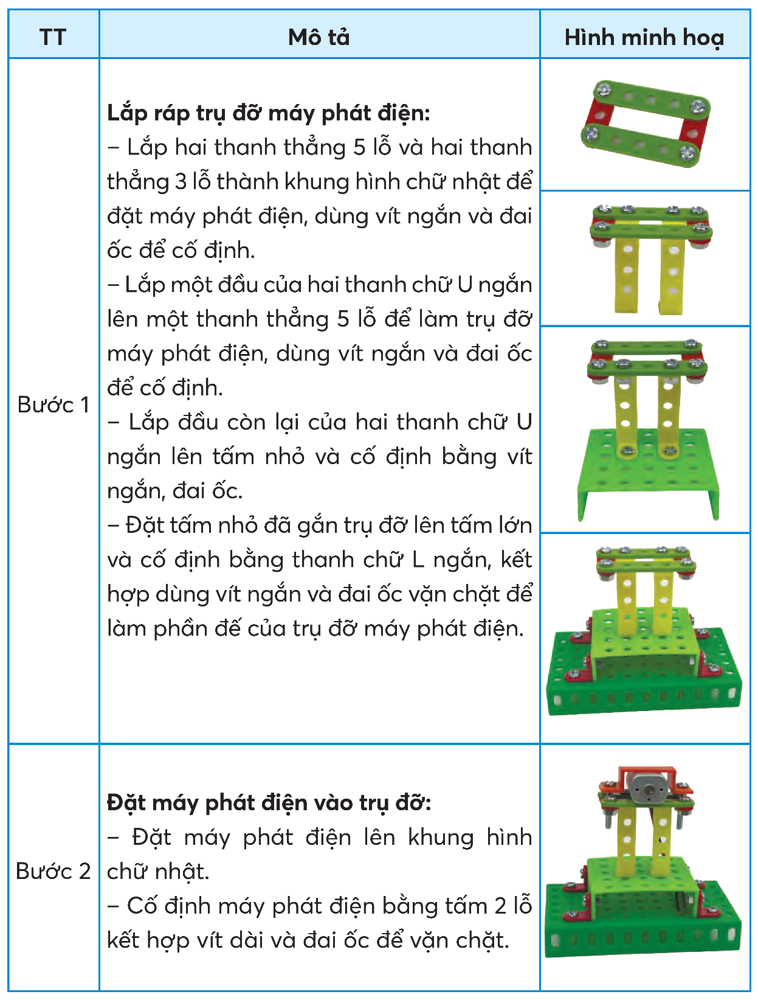 TT
Mô tả
Hình minh hoạ
Bước 1
Lắp ráp trụ đỡ máy phát điện:
– Lắp hai thanh thẳng 5 lỗ và hai thanh
thẳng 3 lỗ thành khung hình chữ nhật để
đặt máy phát điện, dùng vít ngắn và đai
ốc để cố định.
– Lắp một đầu của hai thanh chữ U ngắn
lên một thanh thẳng 5 lỗ để làm trụ đỡ
máy phát điện, dùng vít ngắn và đai ốc
để cố định.
– Lắp đầu còn lại của hai thanh chữ U
ngắn lên tấm nhỏ và cố định bằng vít
ngắn, đai ốc.
– Đặt tấm nhỏ đã gắn trụ đỡ lên tấm lớn
và cố định bằng thanh chữ L ngắn, kết
hợp dùng vít ngắn và đai ốc vặn chặt để
làm phần đế của trụ đỡ máy phát điện.
Bước 2
Đặt máy phát điện vào trụ đỡ:
– Đặt máy phát điện lên khung hình
chữ nhật.
– Cố định máy phát điện bằng tấm 2 lỗ
kết hợp vít dài và đai ốc để vặn chặt.